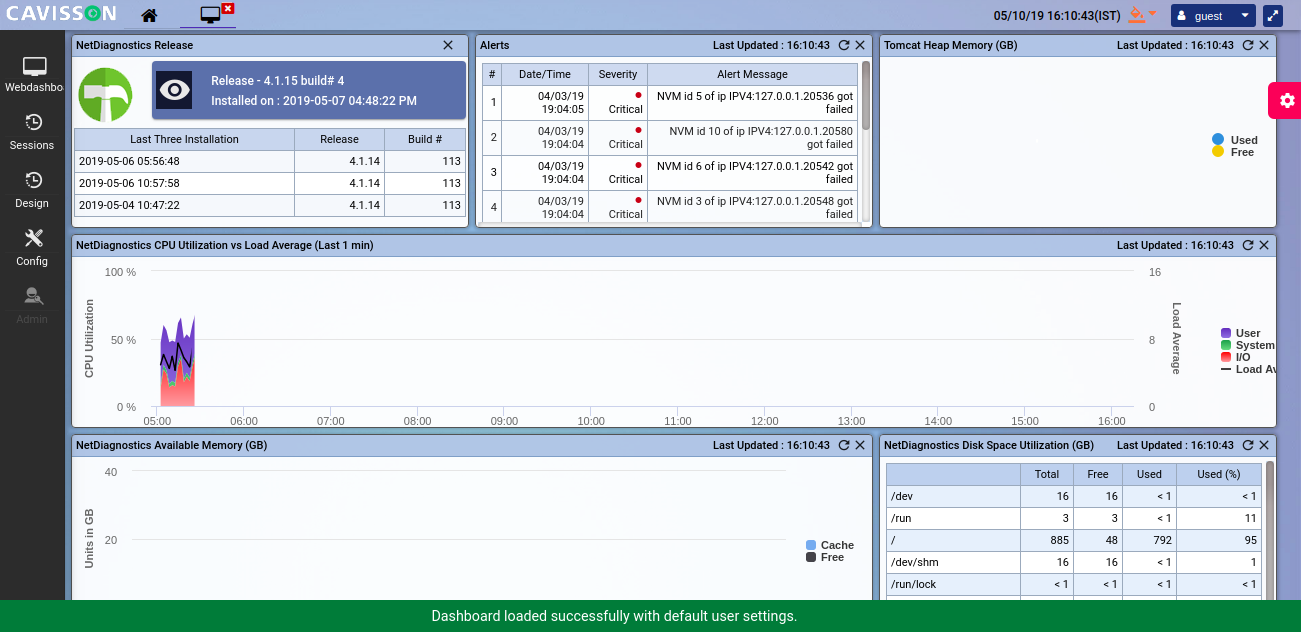 CAVISSON
05/10/19 16:10:43(IST)
guest
Webdashbo
Sessions
Design
Config
Admin
NetDiagnostics Release
Release - 4.1.15 build# 4
Installed on : 2019-05-07 04:48:22 PM
Last Three Installation Release Build #
2019-05-06 05:56:48 4.1.14 113
2019-05-06 10:57:58 4.1.14 113
2019-05-04 10:47:22 4.1.14 113
Alerts Last Updated : 16:10:43
# Date/Time Severity Alert Message
1 04/03/19 19:04:05 Critical NVM id 5 of ip IPV4:127.0.0.1.20536 got failed
2 04/03/19 19:04:04 Critical NVM id 10 of ip IPV4:127.0.0.1.20580 got failed
3 04/03/19 19:04:04 Critical NVM id 6 of ip IPV4:127.0.0.1.20542 got failed
4 04/03/19 19:04:04 Critical NVM id 3 of ip IPV4:127.0.0.1.20548 got failed
Tomcat Heap Memory (GB) Last Updated : 16:10:43
Used
Free
NetDiagnostics CPU Utilization vs Load Average (Last 1 min) Last Updated : 16:10:43
CPU Utilization
100 %
50 %
0 %
05:00 06:00 07:00 08:00 09:00 10:00 11:00 12:00 13:00 14:00 15:00 16:00
16
8
0
Load Average
User
System
I/O
Load Av
NetDiagnostics Available Memory (GB) Last Updated : 16:10:43
Units in GB
40
20
Cache
Free
NetDiagnostics Disk Space Utilization (GB) Last Updated : 16:10:43
Total Free Used Used (%)
/dev 16 16 < 1 < 1
/run 3 3 < 1 11
/ 885 48 792 95
/dev/shm 16 16 < 1 1
/run/lock < 1 < 1 < 1 < 1
Dashboard loaded successfully with default user settings.